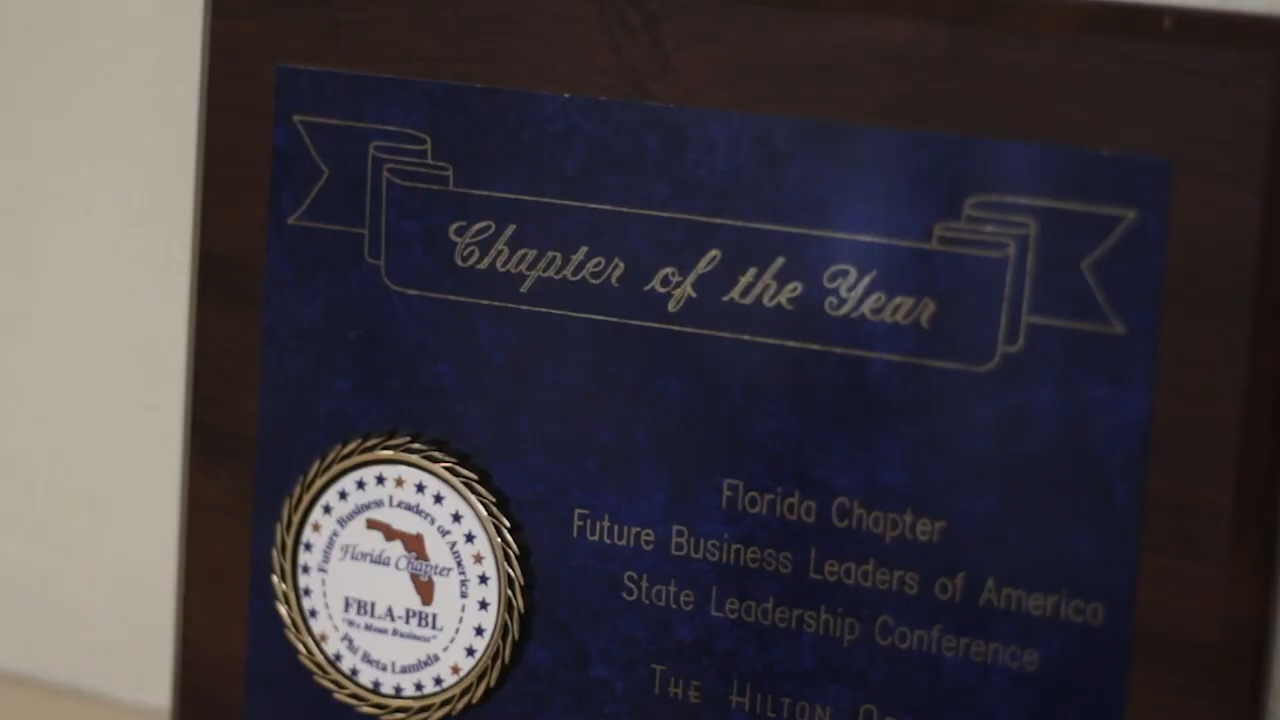 Chapter of the Year
Florida Chapter
Future Business Leaders of America
State Leadership Conference
THE HILTON
Future Business Leaders of America
Florida Chapter
FBLA-PBL
"We Mean Business"
Phi Beta Lambda